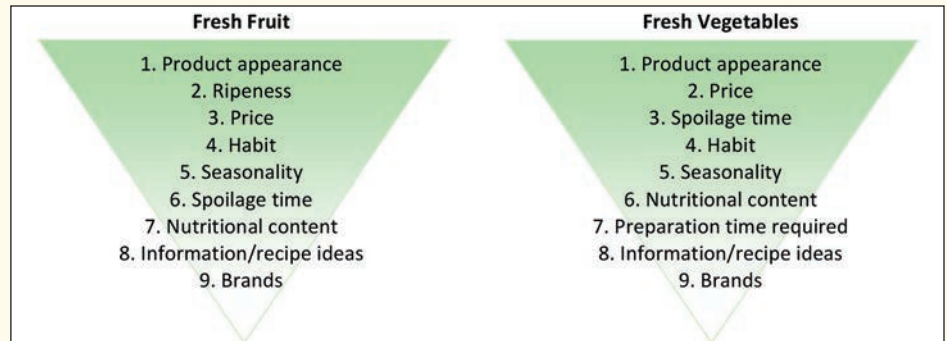 Fresh Fruit
1. Product appearance
2. Ripeness
3. Price
4. Habit
5. Seasonality
6. Spoilage time
7. Nutritional content
8. Information/recipe ideas
9. Brands
Fresh Vegetables
1. Product appearance
2. Price
3. Spoilage time
4. Habit
5. Seasonality
6. Nutritional content
7. Preparation time required
8. Information/recipe ideas
9. Brands